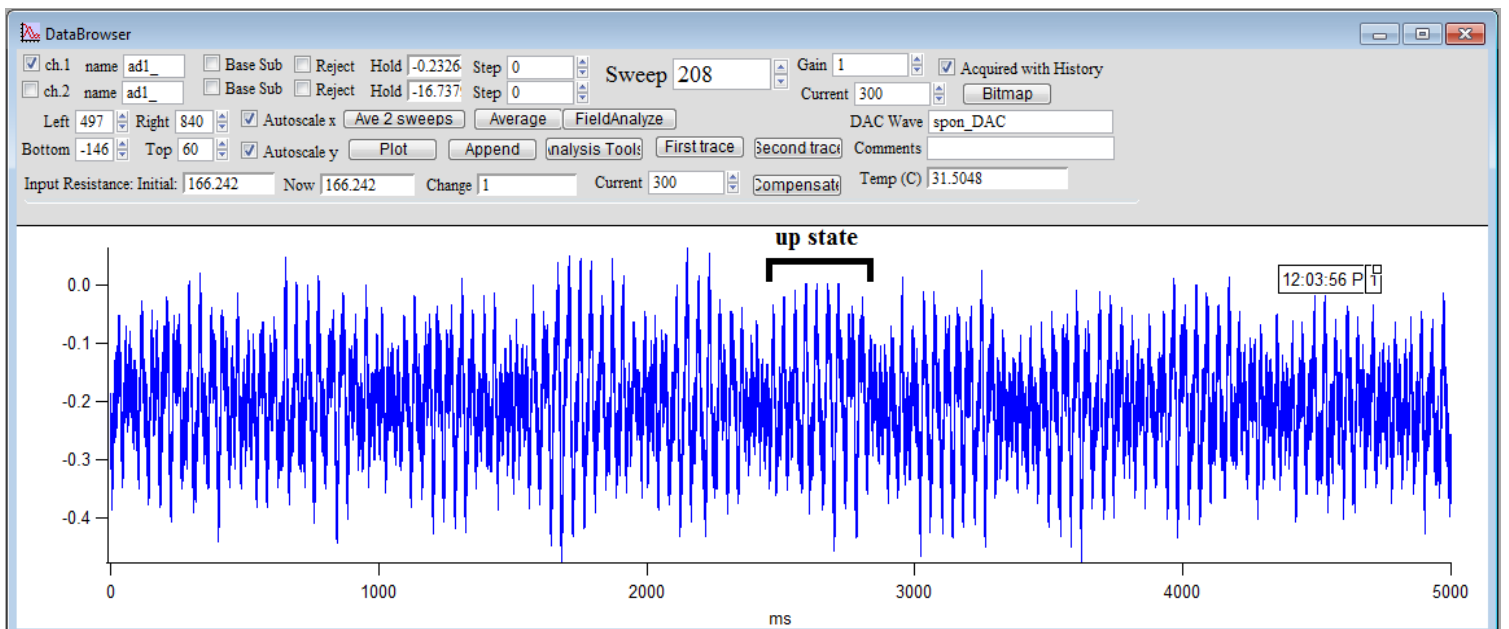 DataBrowser
ch.1 name ad1_ Base Sub Reject Hold -0.2326 Step 0 Sweep 208 Gain 1 Acquired with History
ch.2 name ad1_ Base Sub Reject Hold -16.737 Step 0 Current 300 Bitmap
Left 497 Right 840 Autoscale x Ave 2 sweeps Average FieldAnalyze DAC Wave spon_DAC
Bottom -146 Top 60 Autoscale y Plot Append nalysis Tools First trace Second trace Comments
Input Resistance: Initial: 166.242 Now 166.242 Change 1 Current 300 Compensate Temp (C) 31.5048
up state
12:03:56 P 1
0.0
-0.1
-0.2
-0.3
-0.4
0 1000 2000 3000 4000 5000
ms